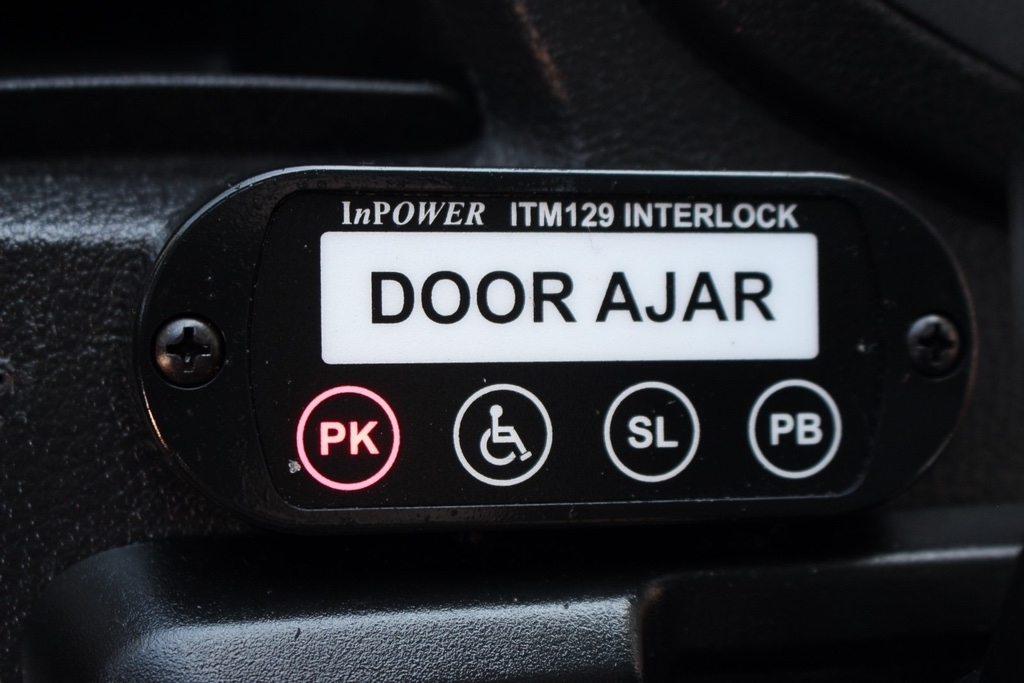 InPOWER ITM129 INTERLOCK
DOOR AJAR
PK SL PB